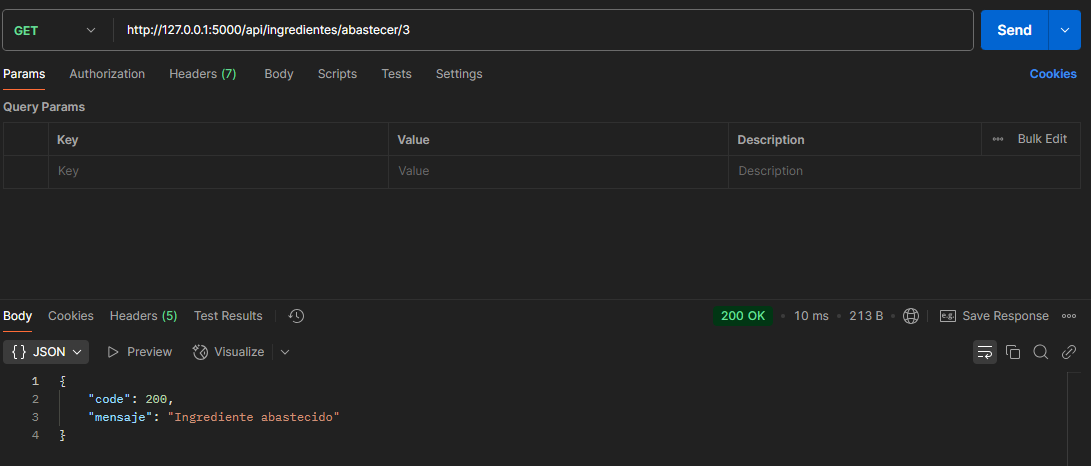 GET http://127.0.0.1:5000/api/ingredientes/abastecer/3 Send
Params Authorization Headers (7) Body Scripts Tests Settings Cookies
Query Params
Key Value Description Bulk Edit
Key Value Description
Body Cookies Headers (5) Test Results 200 OK • 10 ms • 213 B • e.g. Save Response
{} JSON Preview Visualize
1 {
2 "code": 200,
3 "mensaje": "Ingrediente abastecido"
4 }